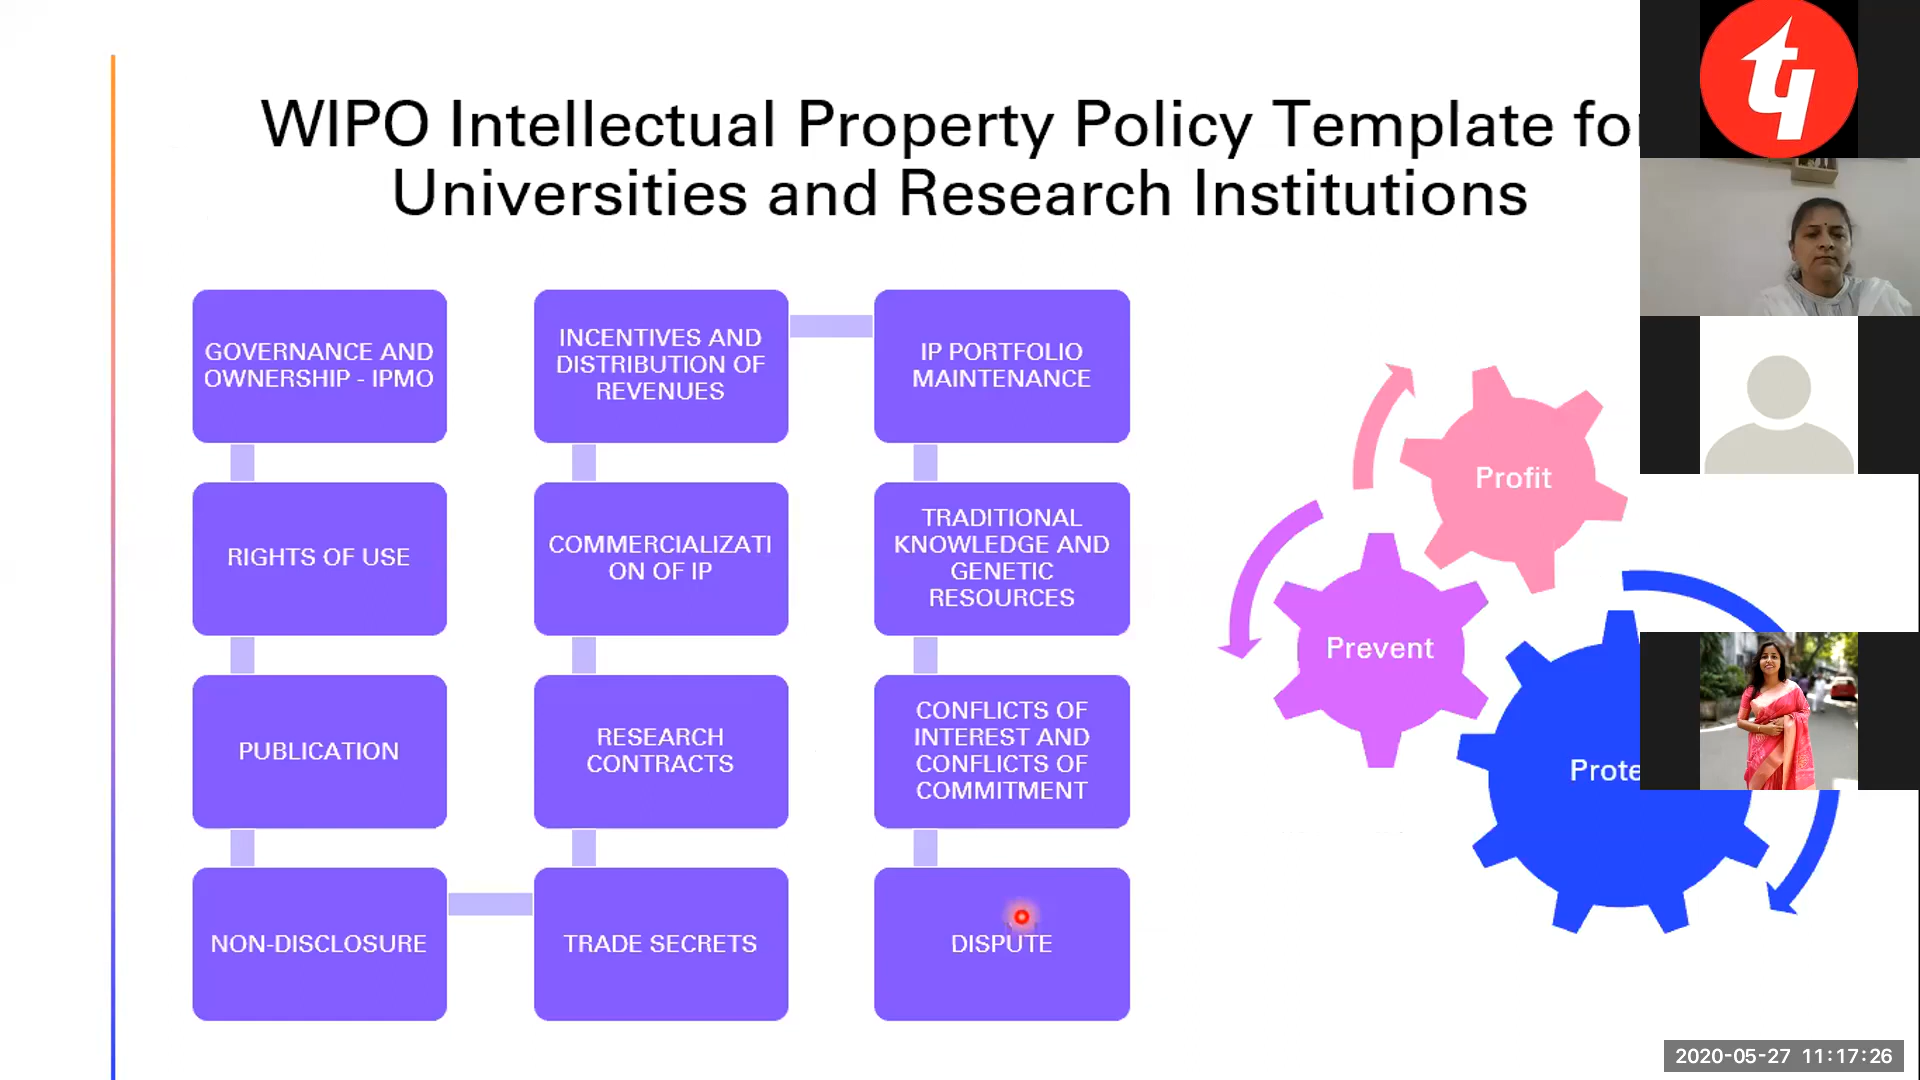 WIPO Intellectual Property Policy Template for
Universities and Research Institutions
GOVERNANCE AND
OWNERSHIP - IPMO
RIGHTS OF USE
PUBLICATION
NON-DISCLOSURE
TRADE SECRETS
RESEARCH
CONTRACTS
COMMERCIALIZATI
ON OF IP
INCENTIVES AND
DISTRIBUTION OF
REVENUES
IP PORTFOLIO
MAINTENANCE
TRADITIONAL
KNOWLEDGE AND
GENETIC
RESOURCES
CONFLICTS OF
INTEREST AND
CONFLICTS OF
COMMITMENT
DISPUTE
Profit
Prevent
Prote
ty
2020-05-27 11:17:26